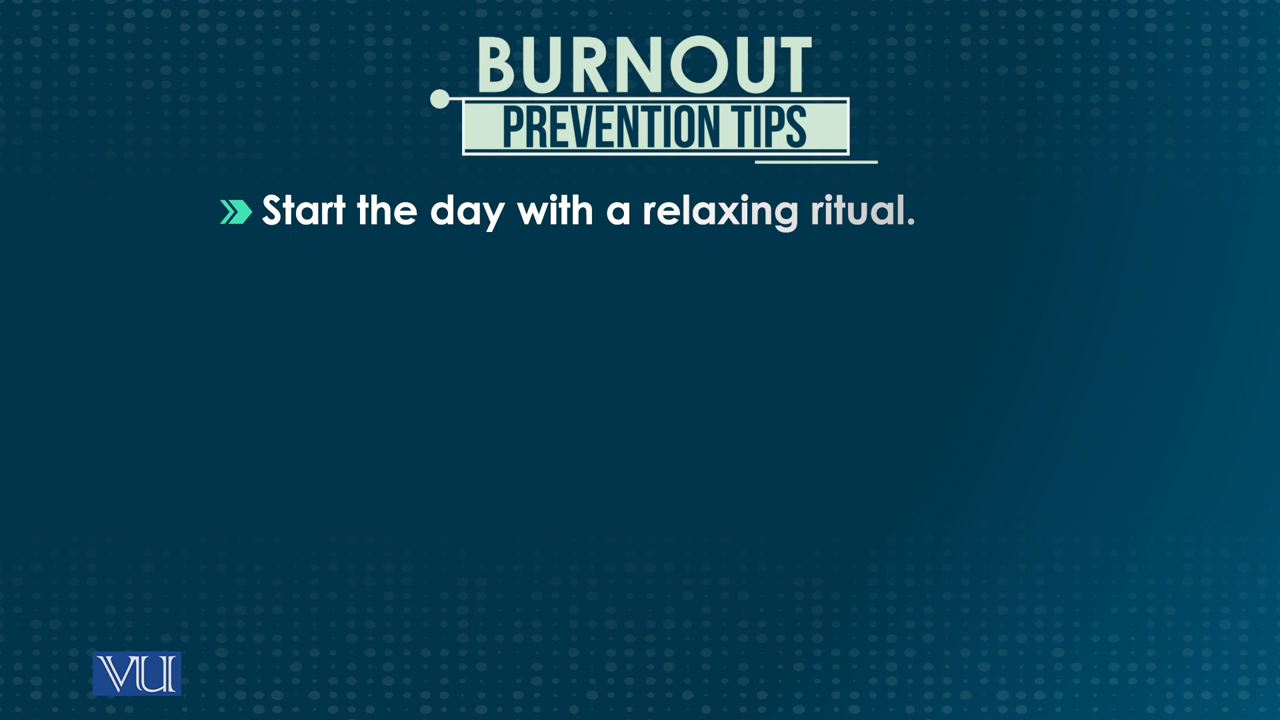 BURNOUT
PREVENTION TIPS
Start the day with a relaxing ritual.
VU